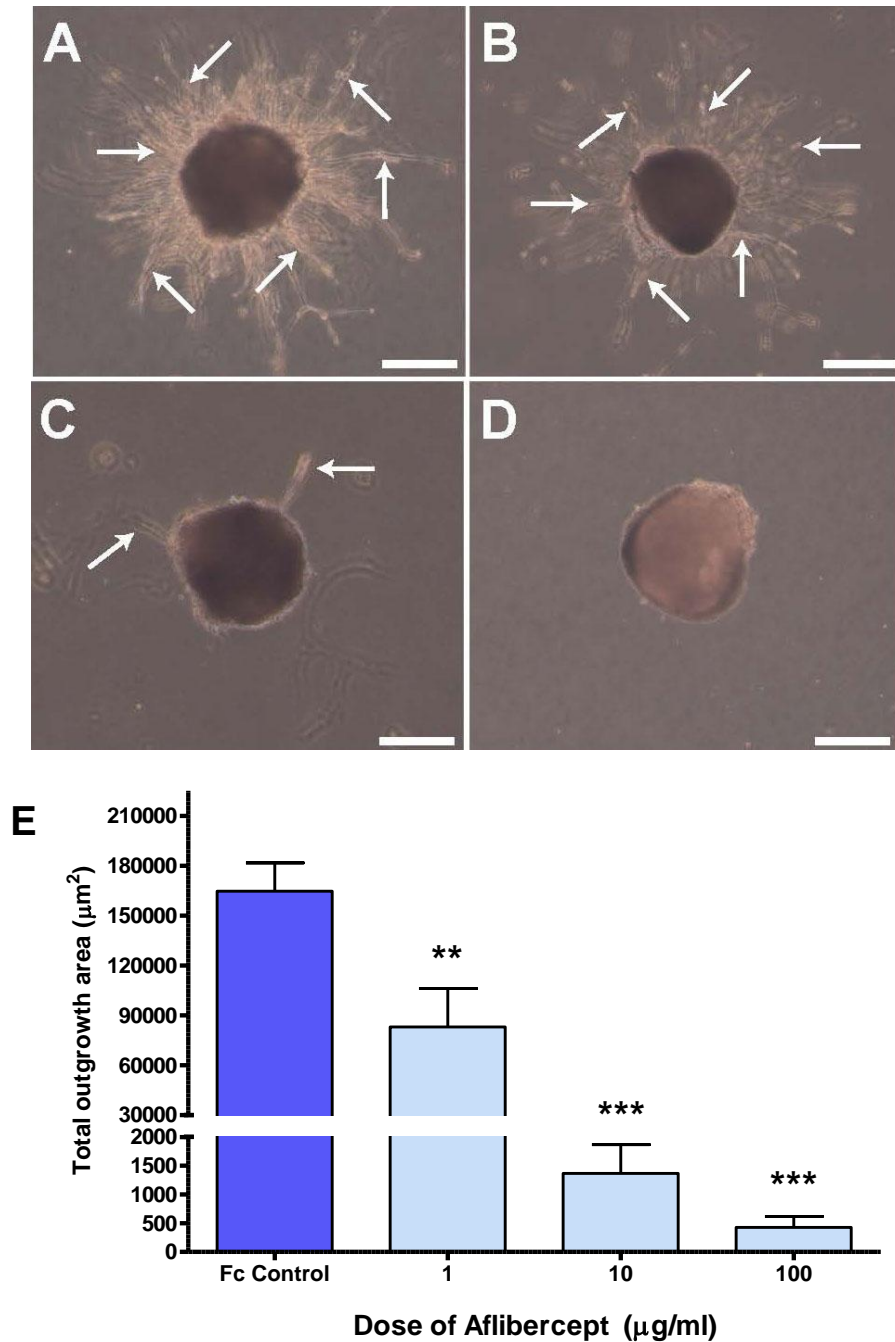 A
B
C
D
E
Total outgrowth area (μm²)
210000
180000
150000
120000
90000
60000
30000
2000
1500
1000
500
0
**
***
***
Fc Control
1
10
100
Dose of Aflibercept (μg/ml)